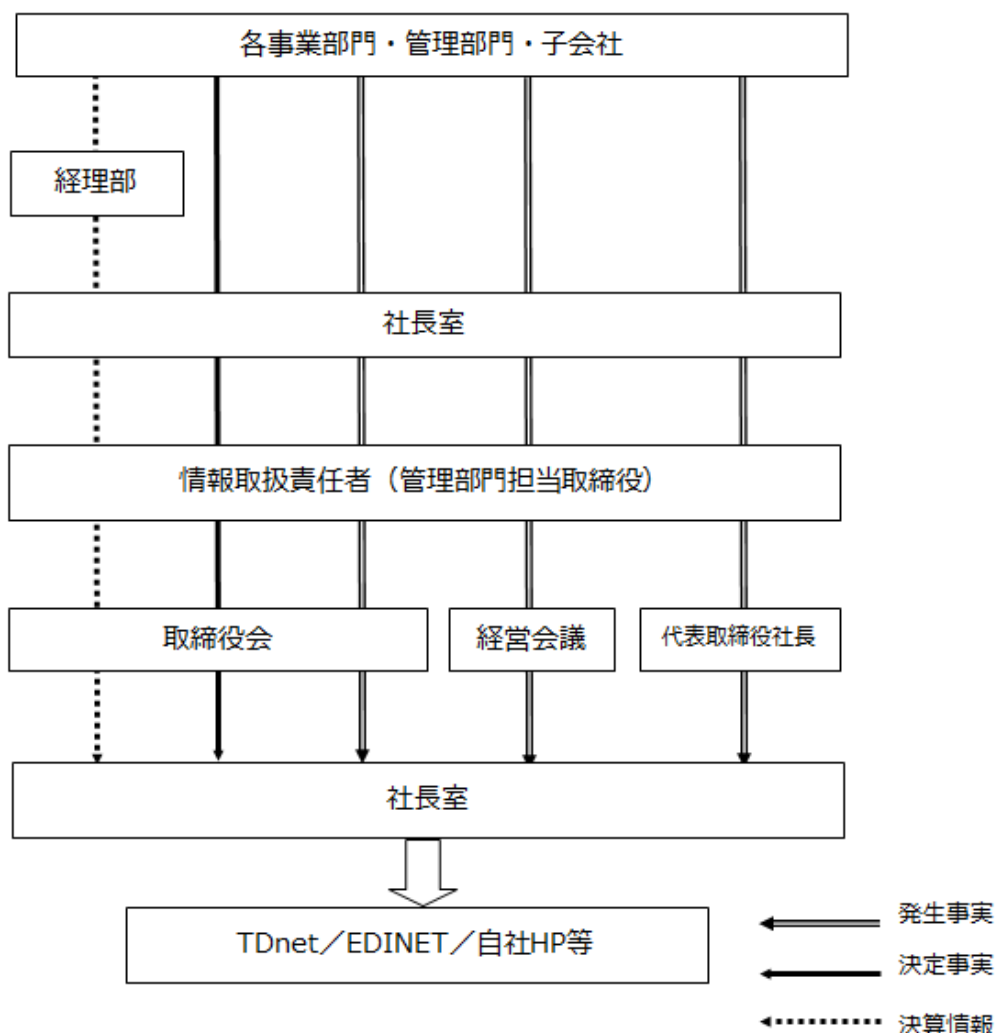 各事業部門・管理部門・子会社
経理部
社長室
情報取扱責任者（管理部門担当取締役）
取締役会
経営会議
代表取締役社長
社長室
TDnet／EDINET／自社HP等
発生事実
決定事実
決算情報